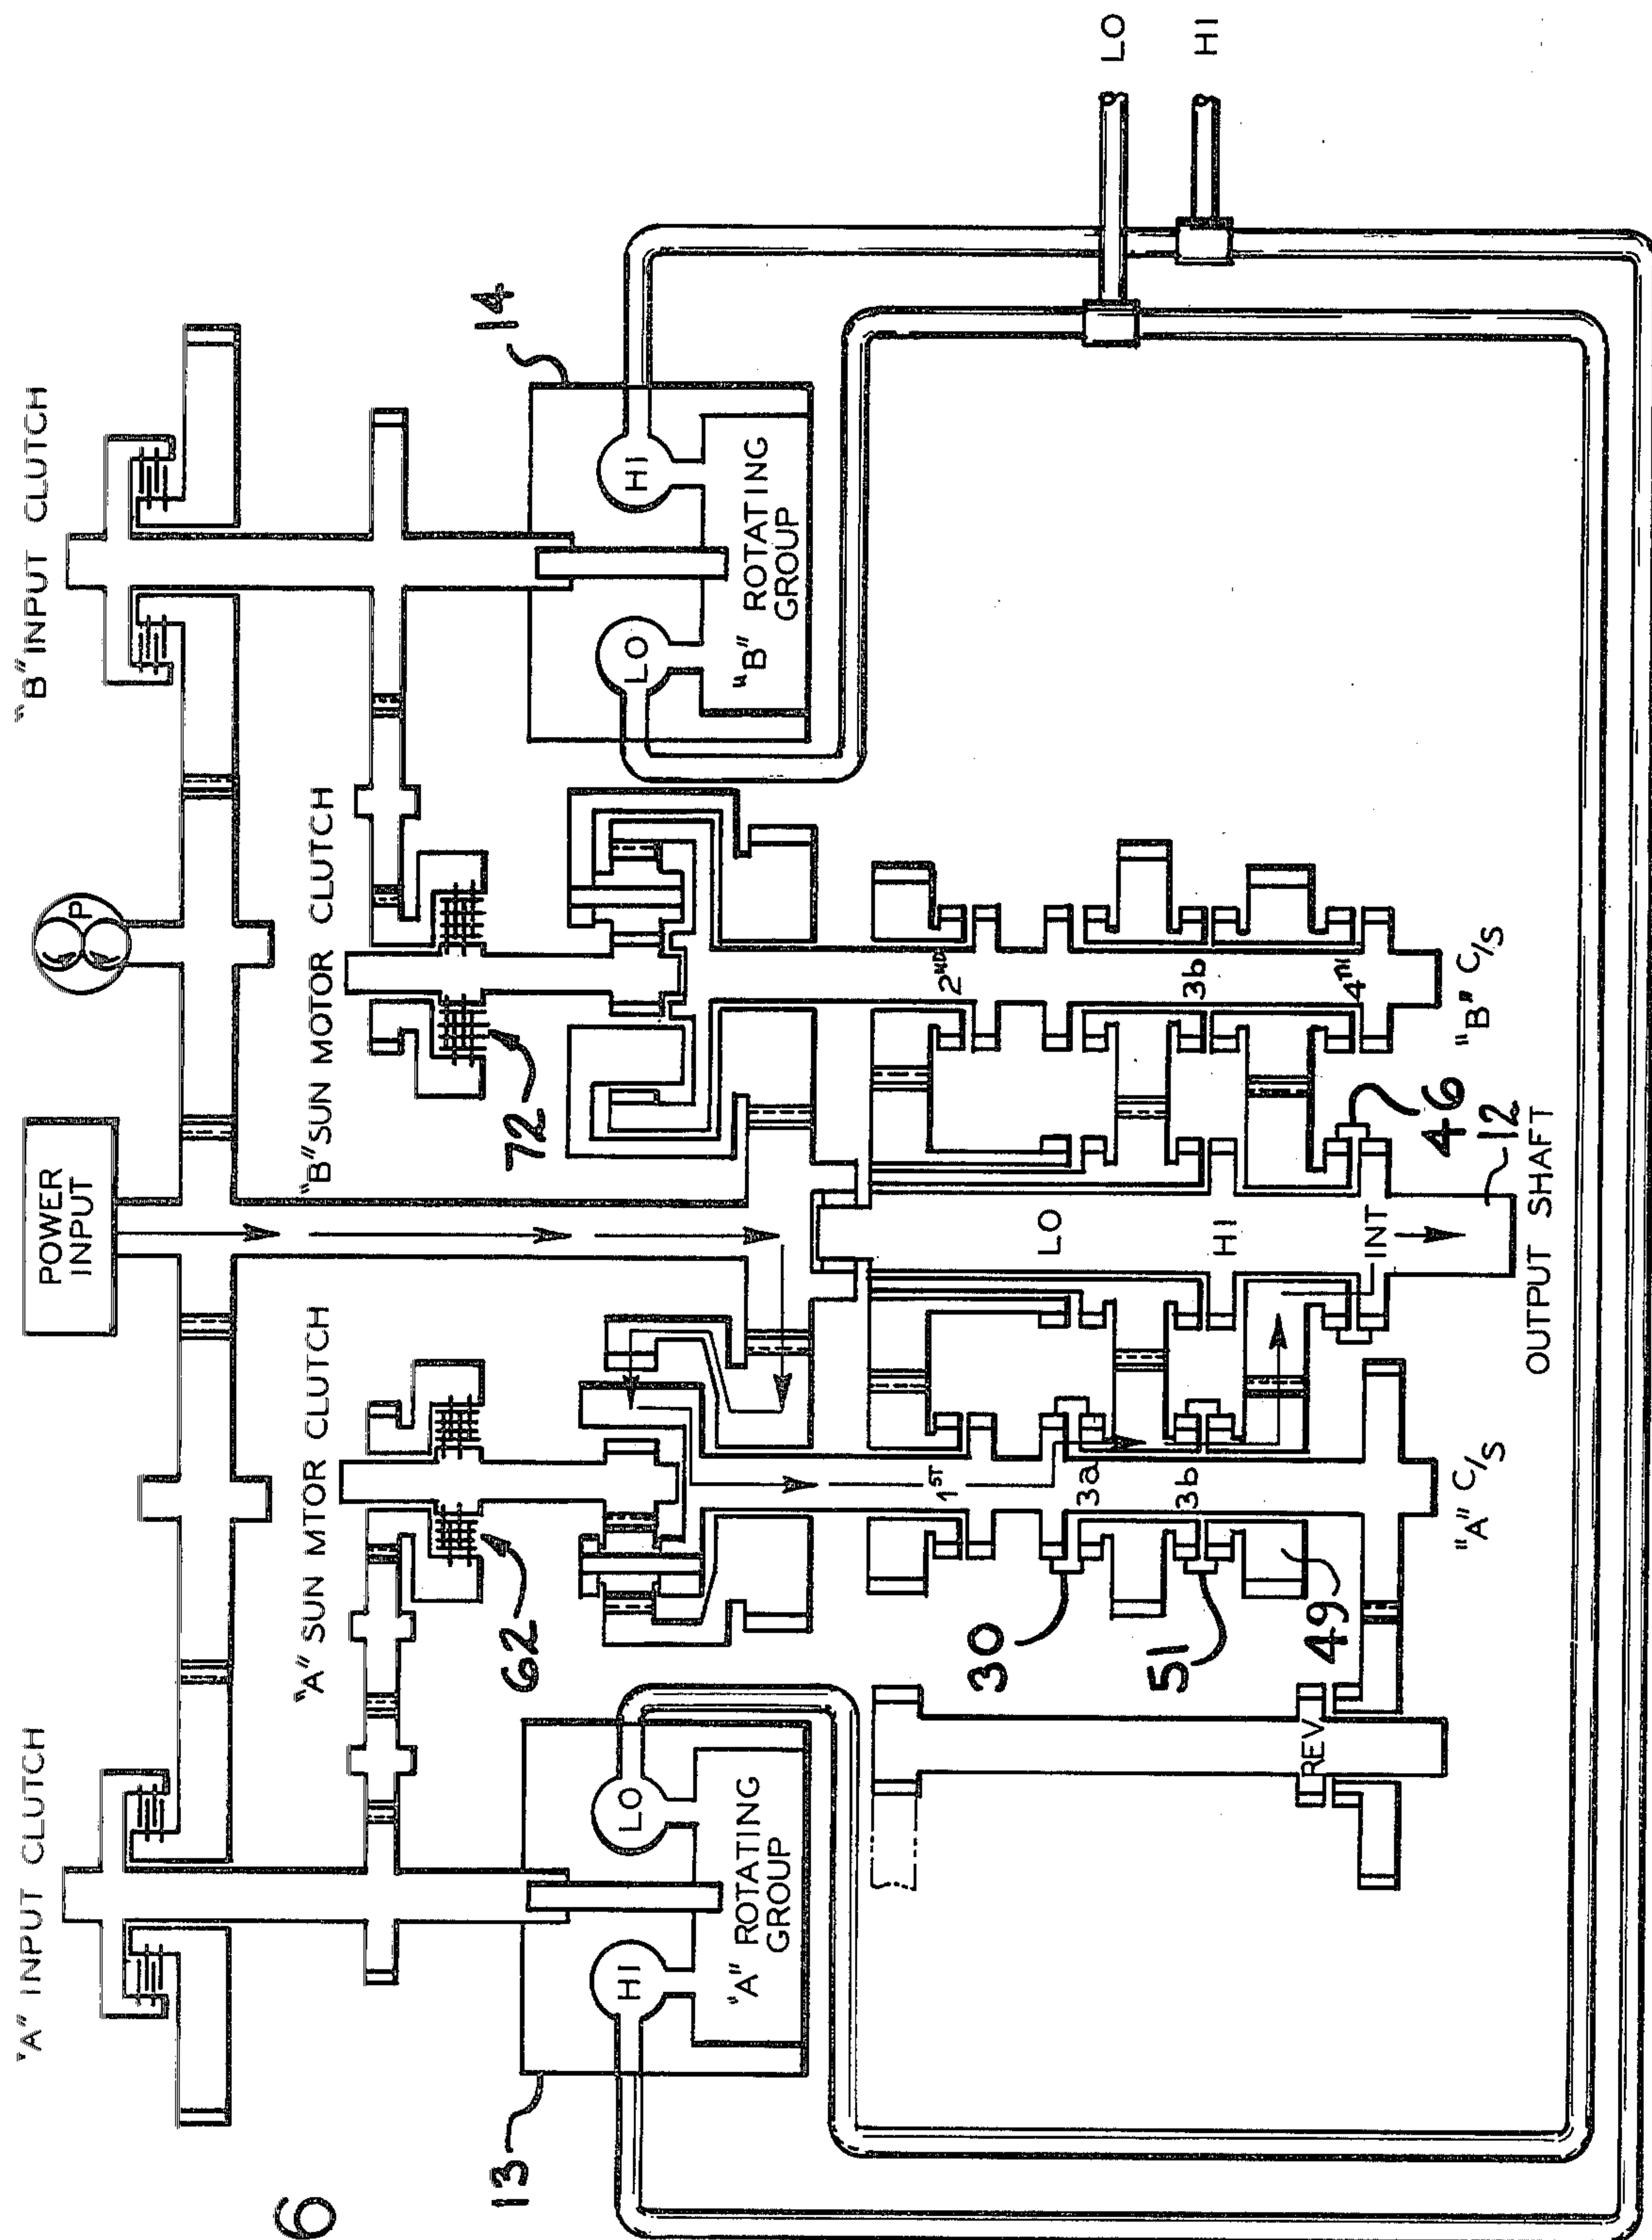 6
"A" INPUT CLUTCH
POWER
INPUT
P
"B" INPUT CLUTCH
"A" SUN MTOR CLUTCH
"B" SUN MOTOR CLUTCH
62
72
13
14
HI
LO
"A" ROTATING
GROUP
LO
HI
"B" ROTATING
GROUP
LO
HI
1ST
3a
3b
"A" C/S
30
51
49
REV
LO
HI
INT
OUTPUT SHAFT
12
46
2ND
3b
4TH
"B" C/S